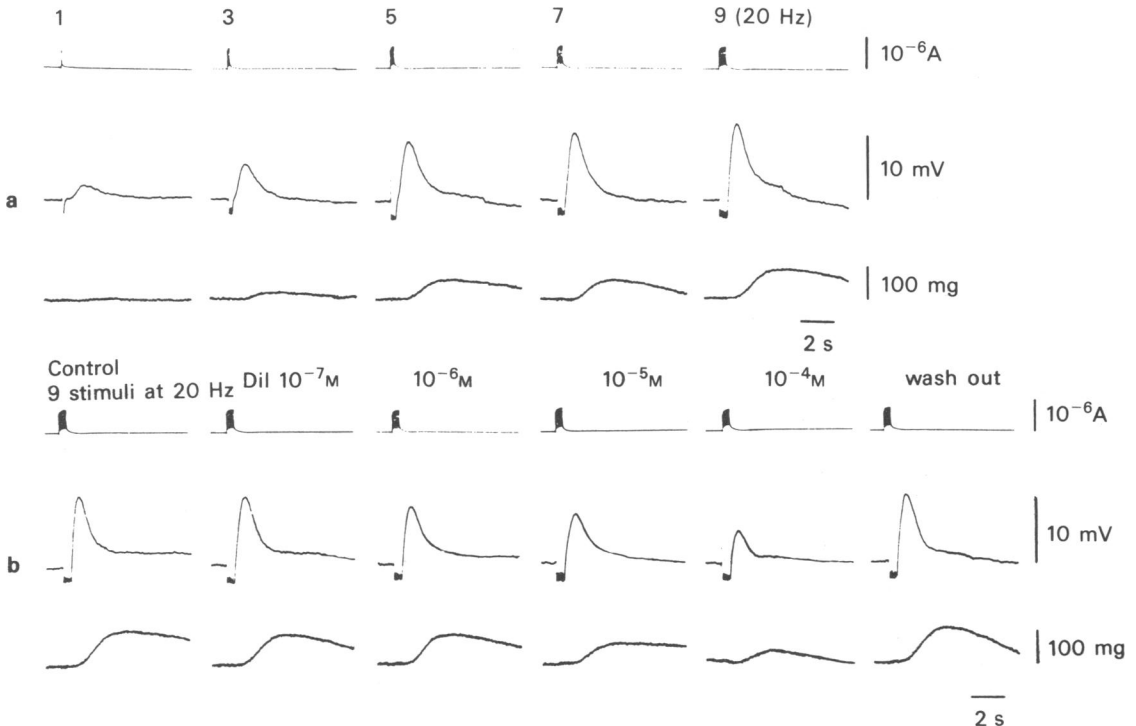 1 3 5 7 9 (20 Hz)
10⁻⁶A
10 mV
a
100 mg
2 s
Control
9 stimuli at 20 Hz Dil 10⁻⁷M 10⁻⁶M 10⁻⁵M 10⁻⁴M wash out
10⁻⁶A
10 mV
b
100 mg
2 s